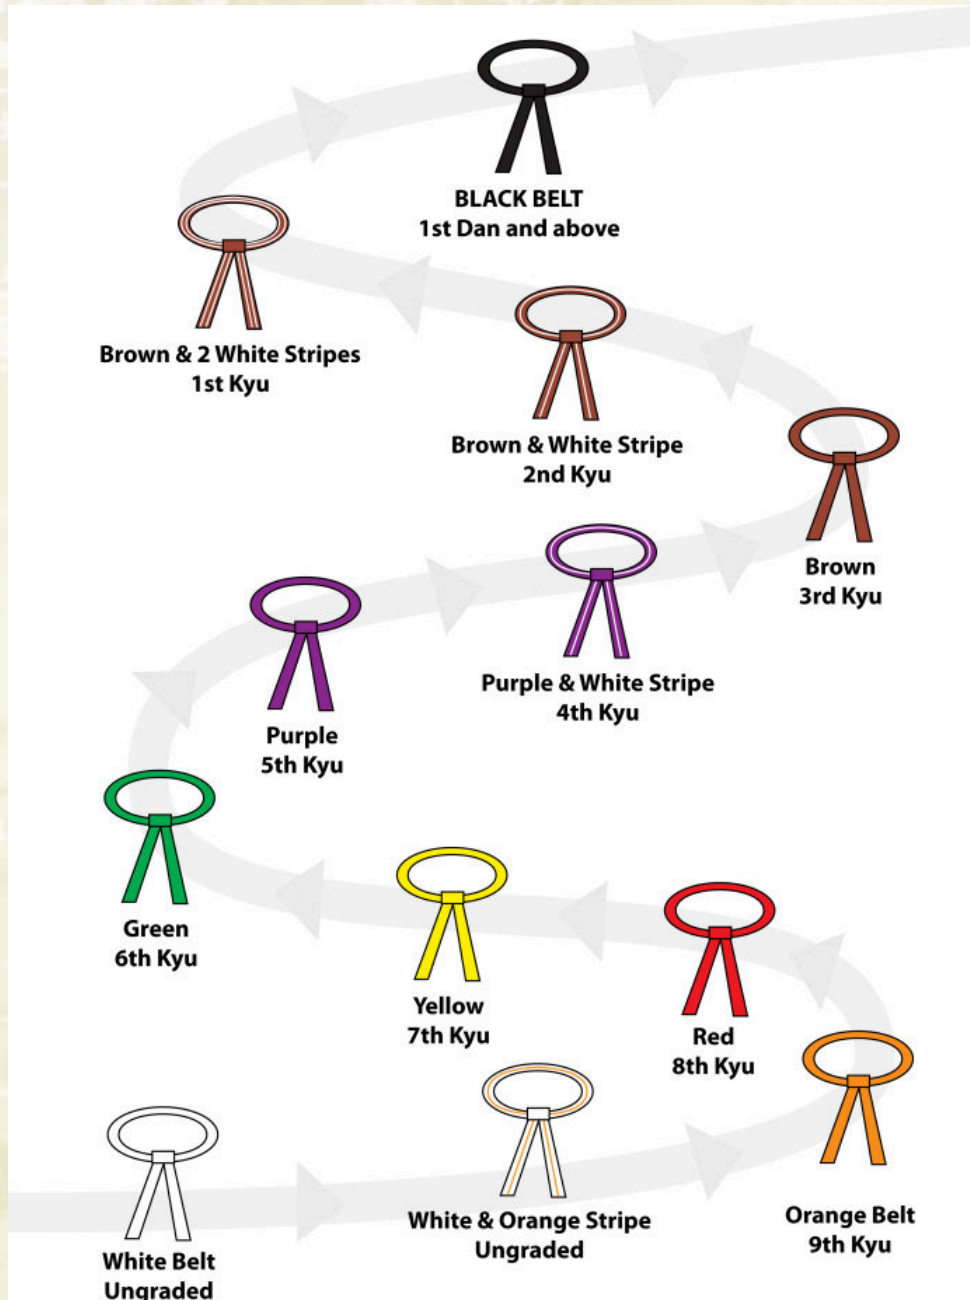 BLACK BELT
1st Dan and above
Brown & 2 White Stripes
1st Kyu
Brown & White Stripe
2nd Kyu
Brown
3rd Kyu
Purple & White Stripe
4th Kyu
Purple
5th Kyu
Green
6th Kyu
Yellow
7th Kyu
Red
8th Kyu
Orange Belt
9th Kyu
White & Orange Stripe
Ungraded
White Belt
Ungraded